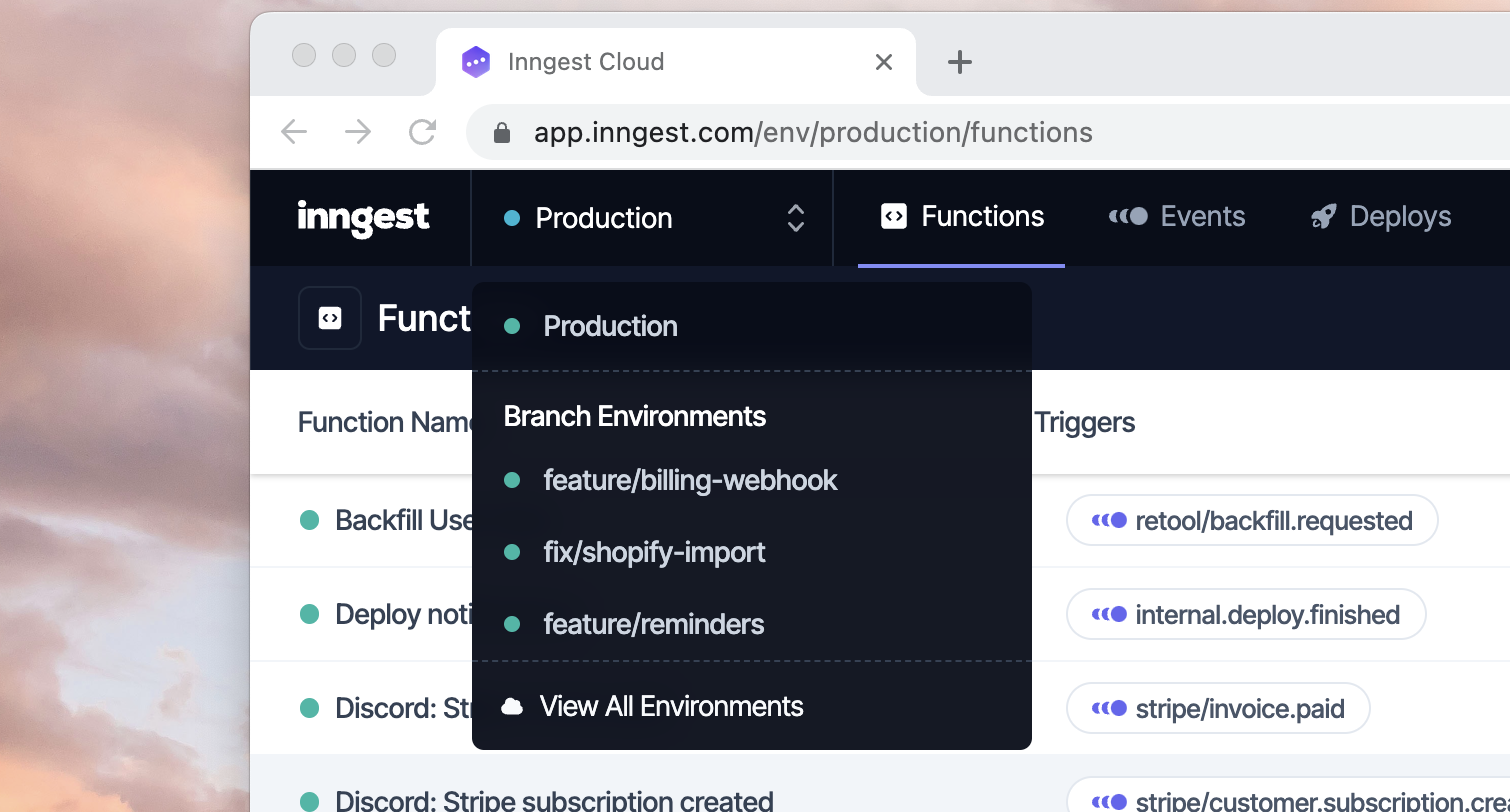 Inngest Cloud
app.inngest.com/env/production/functions
inngest
Production
Functions
Events
Deploys
Funct
Production
Function Name
Branch Environments
Triggers
feature/billing-webhook
Backfill Use
retool/backfill.requested
fix/shopify-import
Deploy noti
internal.deploy.finished
feature/reminders
Discord: Str
View All Environments
stripe/invoice.paid
Discord: Stripe subscription created
stripe/customer.subscription.crea